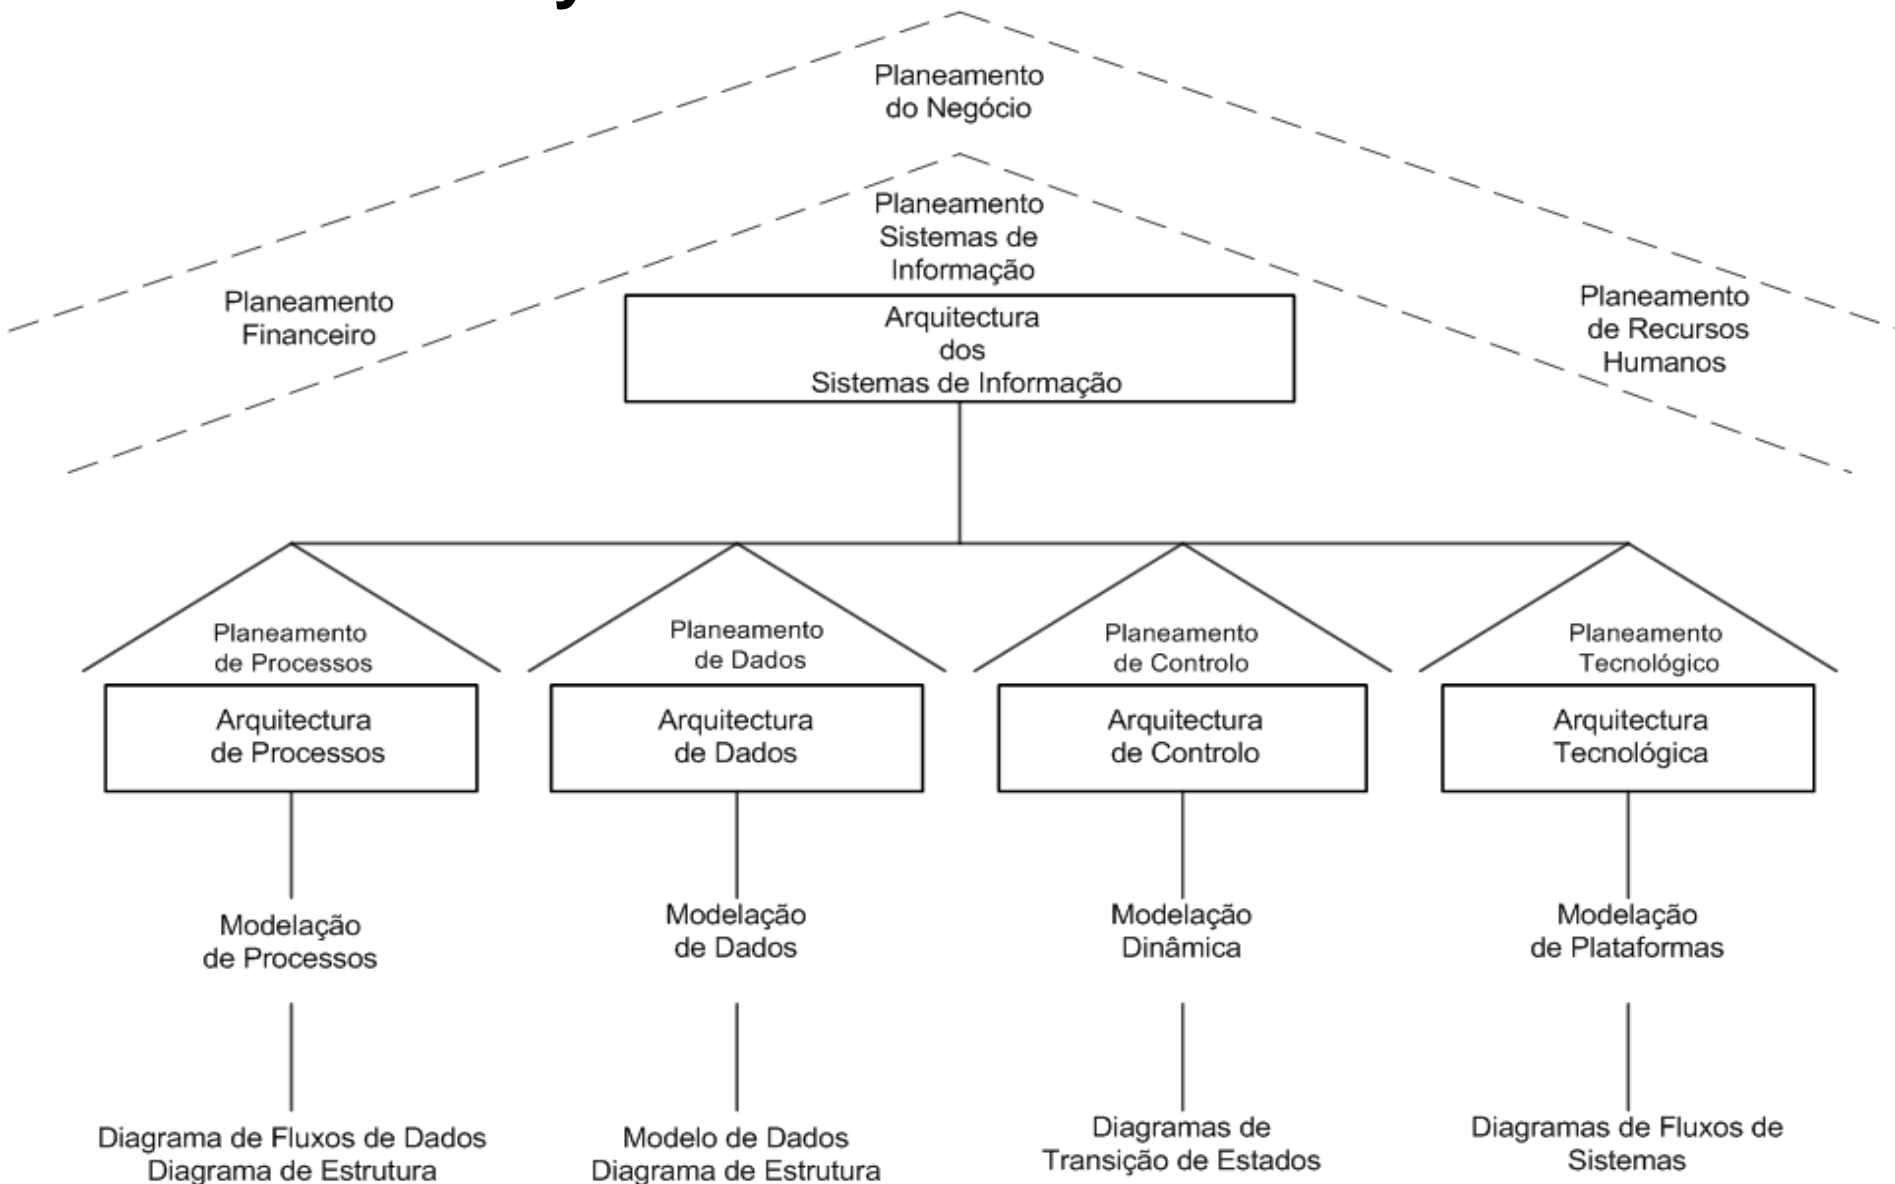 Planeamento
do Negócio
Planeamento
Sistemas de
Informação
Planeamento
Financeiro
Planeamento
de Recursos
Humanos
Arquitectura
dos
Sistemas de Informação
Planeamento
de Processos
Planeamento
de Dados
Planeamento
de Controlo
Planeamento
Tecnológico
Arquitectura
de Processos
Arquitectura
de Dados
Arquitectura
de Controlo
Arquitectura
Tecnológica
Modelação
de Processos
Modelação
de Dados
Modelação
Dinâmica
Modelação
de Plataformas
Diagrama de Fluxos de Dados
Diagrama de Estrutura
Modelo de Dados
Diagrama de Estrutura
Diagramas de
Transição de Estados
Diagramas de Fluxos de
Sistemas